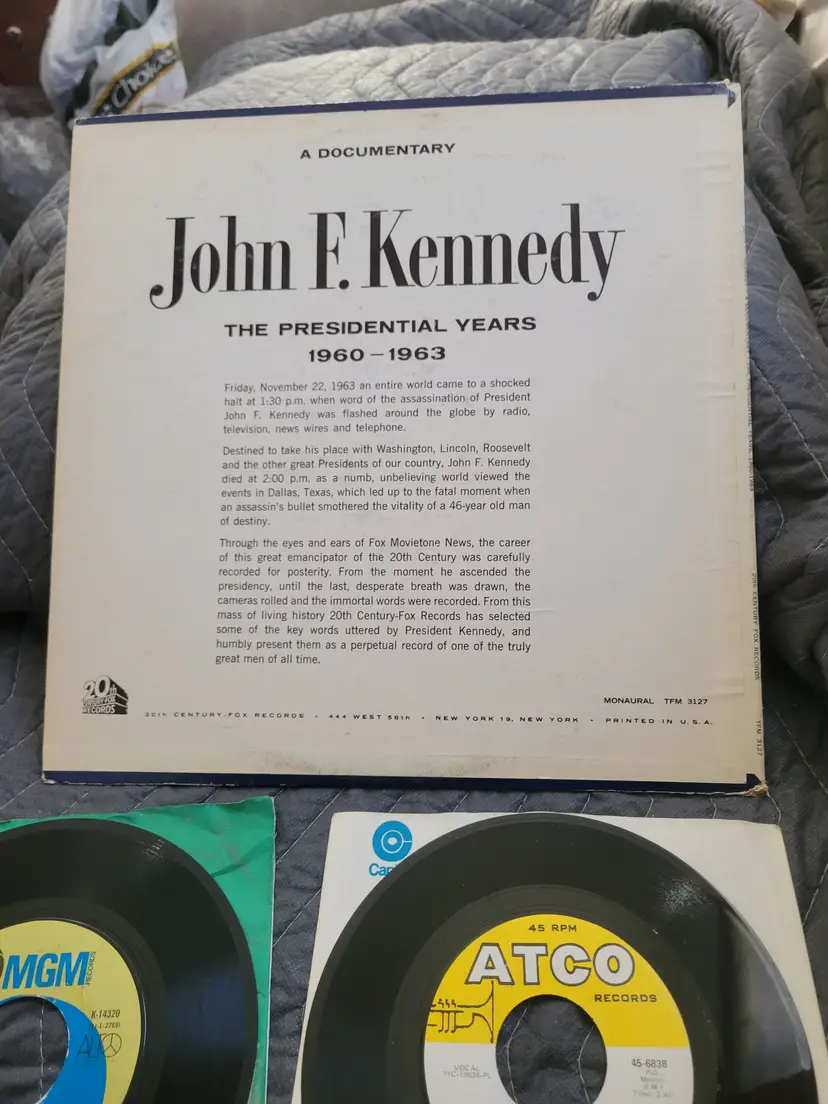 Choices
A DOCUMENTARY
John F. Kennedy
THE PRESIDENTIAL YEARS
1960 – 1963
Friday, November 22, 1963 an entire world came to a shocked
halt at 1:30 p.m. when word of the assassination of President
John F. Kennedy was flashed around the globe by radio,
television, news wires and telephone.
Destined to take his place with Washington, Lincoln, Roosevelt
and the other great Presidents of our country, John F. Kennedy
died at 2:00 p.m. as a numb, unbelieving world viewed the
events in Dallas, Texas, which led up to the fatal moment when
an assassin's bullet smothered the vitality of a 46-year old man
of destiny.
Through the eyes and ears of Fox Movietone News, the career
of this great emancipator of the 20th Century was carefully
recorded for posterity. From the moment he ascended the
presidency, until the last, desperate breath was drawn, the
cameras rolled and the immortal words were recorded. From this
mass of living history 20th Century-Fox Records has selected
some of the key words uttered by President Kennedy, and
humbly present them as a perpetual record of one of the truly
great men of all time.
20th
CENTURY FOX
RECORDS
MONAURAL TFM 3127
20th CENTURY-FOX RECORDS • 444 WEST 56th • NEW YORK 19, NEW YORK • PRINTED IN U.S.A.
20th CENTURY FOX RECORDS
TFM 3127
MGM
RECORDS
K-14320
Cap
45 RPM
ATCO
RECORDS
45-6838
VOCAL